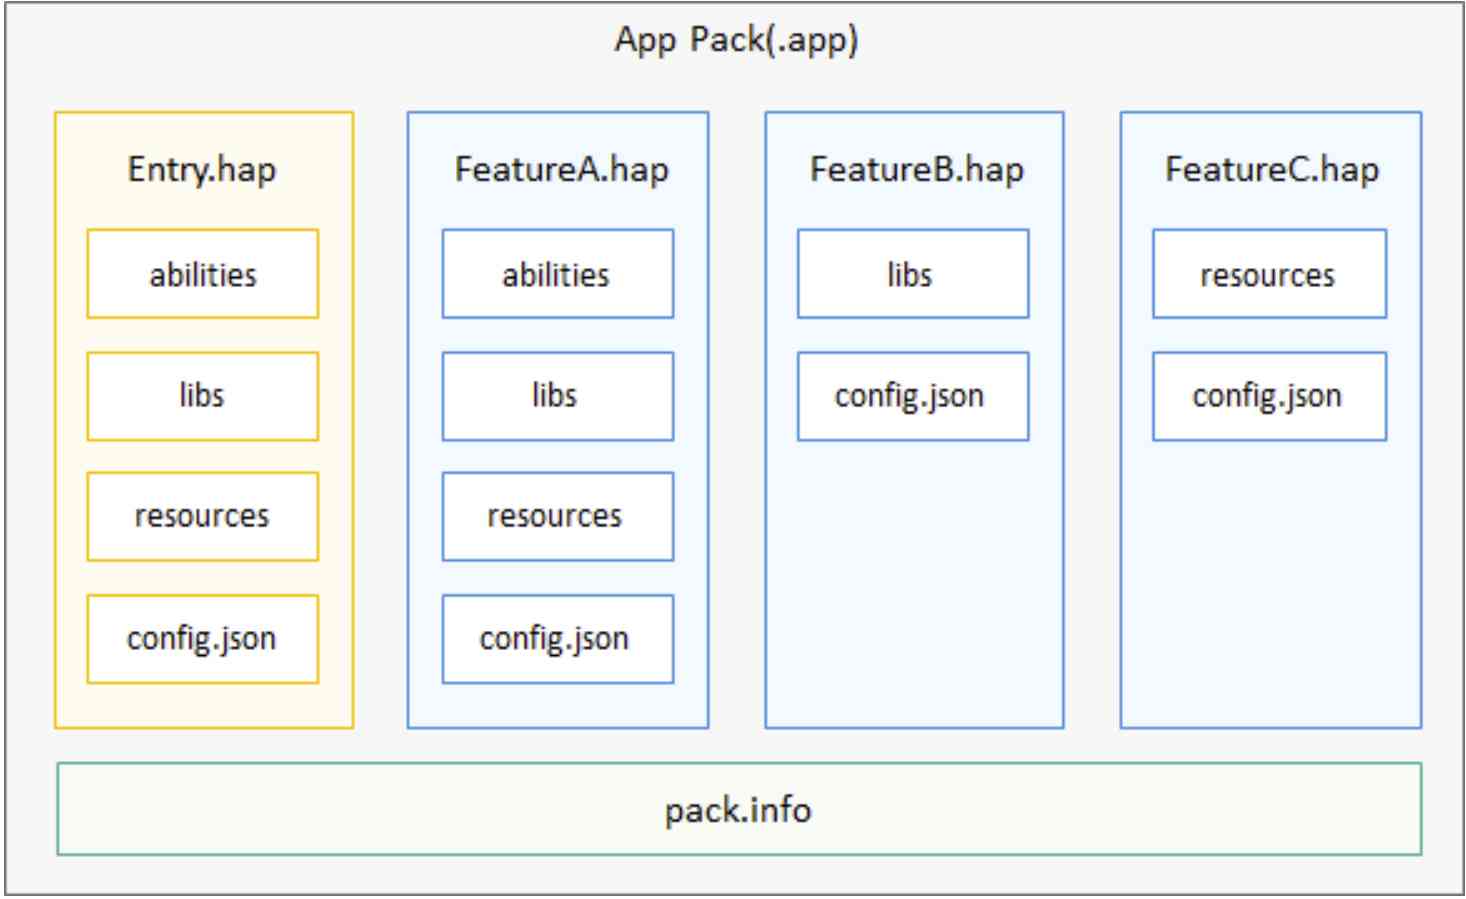 App Pack(.app)
Entry.hap
abilities
libs
resources
config.json
FeatureA.hap
abilities
libs
resources
config.json
FeatureB.hap
libs
config.json
FeatureC.hap
resources
config.json
pack.info